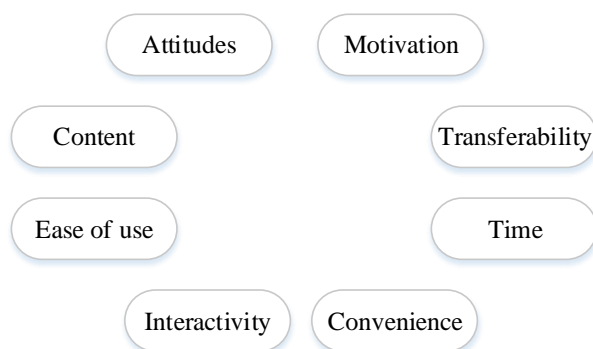 Attitudes
Motivation
Content
Transferability
Ease of use
Time
Interactivity
Convenience